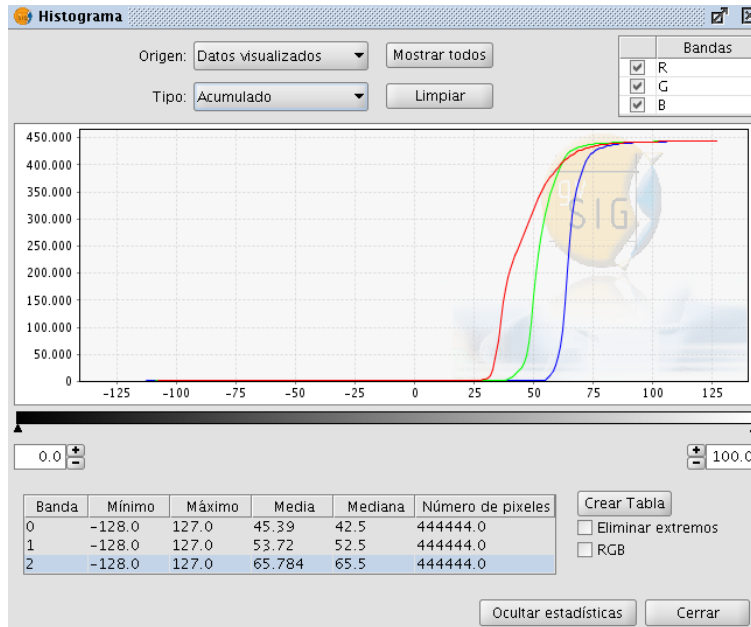 Histograma
Origen: Datos visualizados Mostrar todos
Tipo: Acumulado Limpiar
Bandas
R
G
B
450.000
400.000
350.000
300.000
250.000
200.000
150.000
100.000
50.000
0
-125 -100 -75 -50 -25 0 25 50 75 100 125
SIG
0.0 100.0
Banda Mínimo Máximo Media Mediana Número de pixeles
0 -128.0 127.0 45.39 42.5 444444.0
1 -128.0 127.0 53.72 52.5 444444.0
2 -128.0 127.0 65.784 65.5 444444.0
Crear Tabla
Eliminar extremos
RGB
Ocultar estadísticas Cerrar